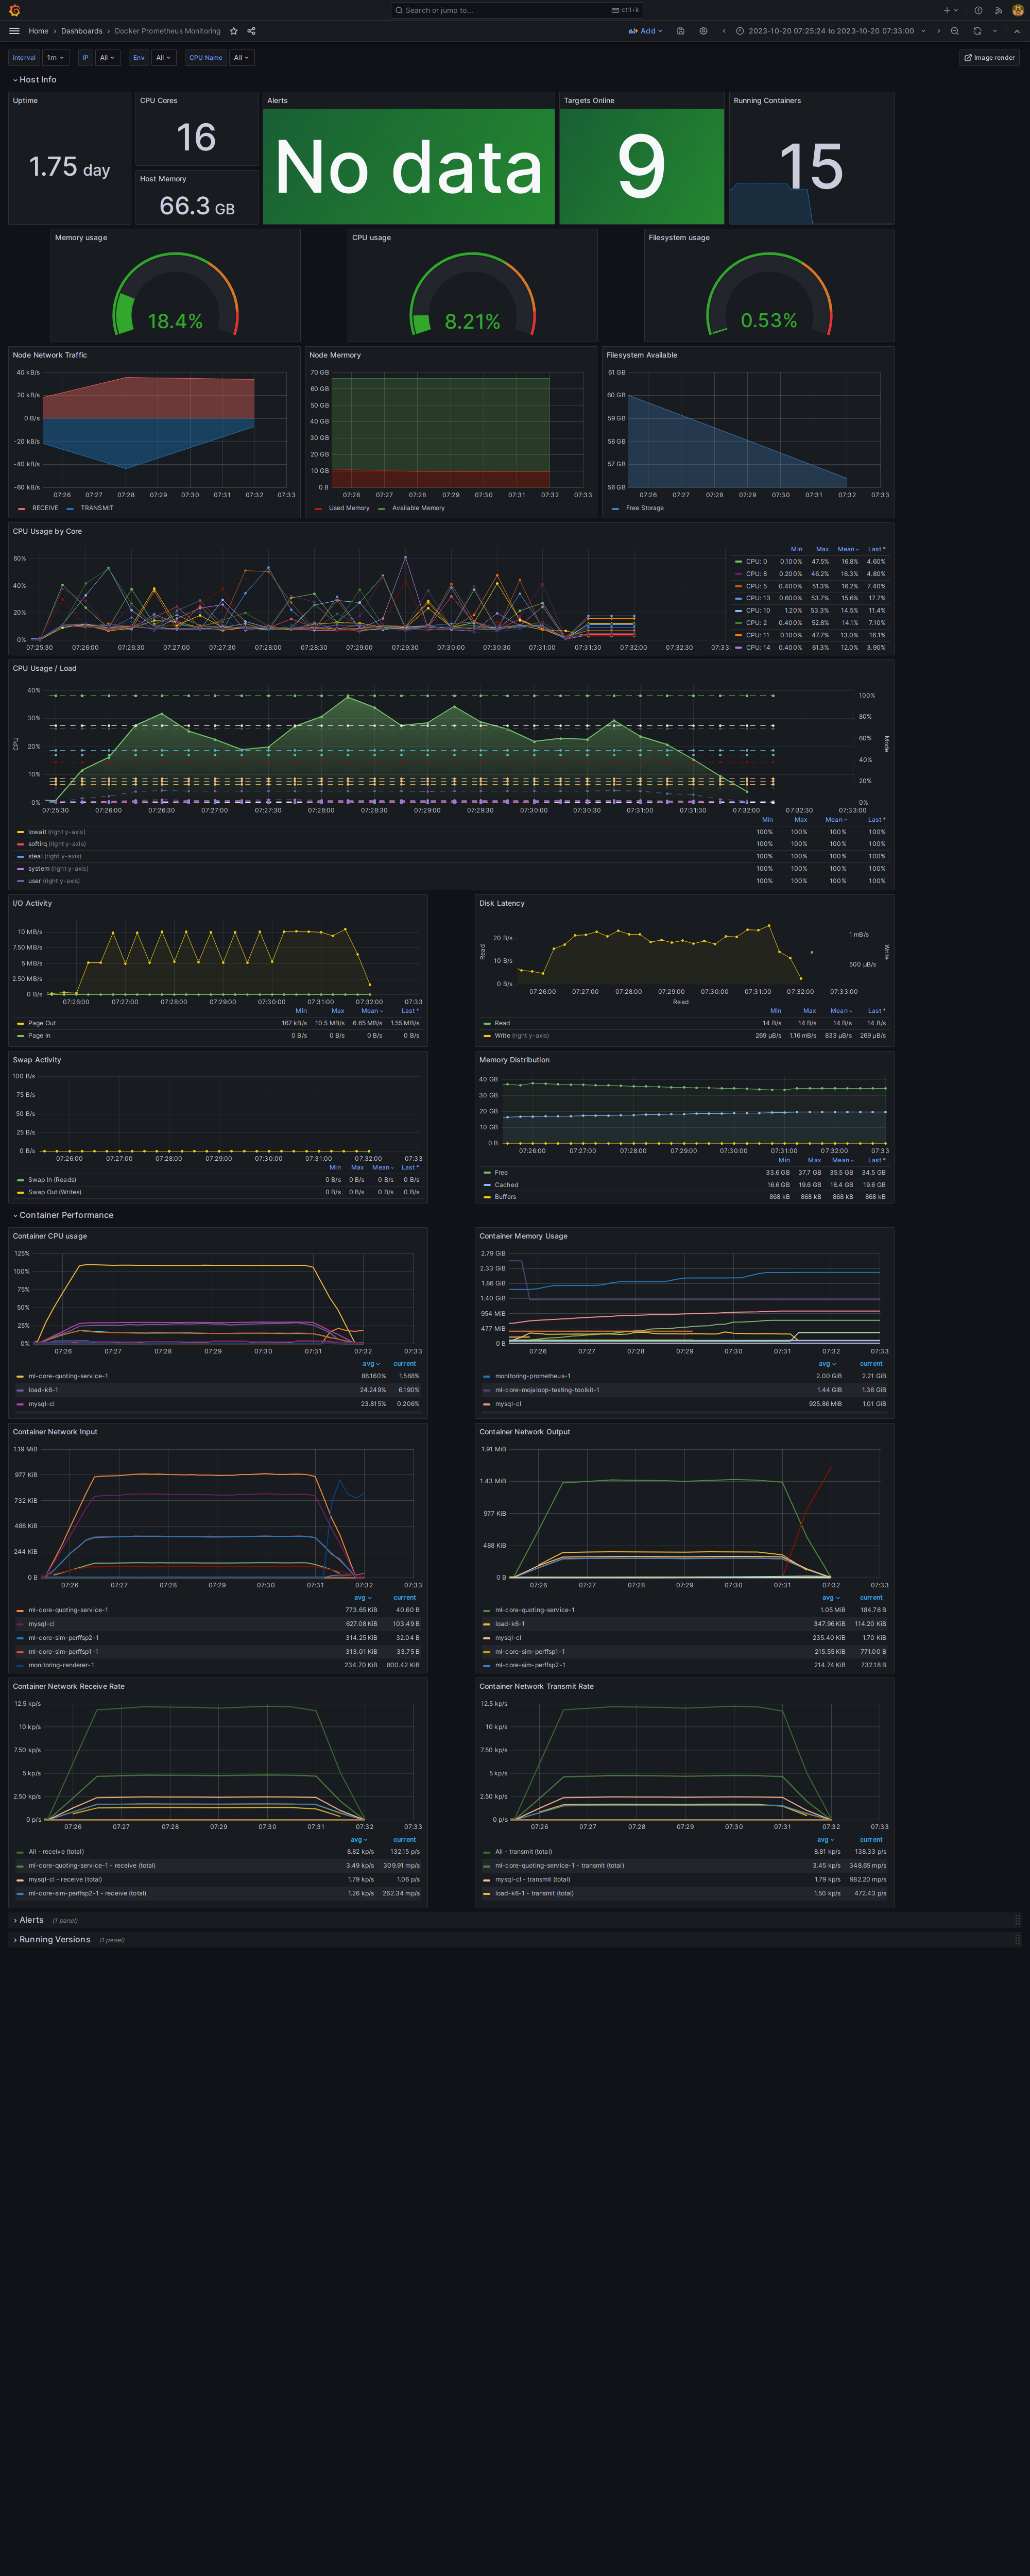 Search or jump to... ctrl+k
Home › Dashboards › Docker Prometheus Monitoring Add 2023-10-20 07:25:24 to 2023-10-20 07:33:00
interval 1m IP All Env All CPU Name All Image render
Host Info
Uptime CPU Cores Alerts Targets Online Running Containers
1.75 day 16 No data 9 15
Host Memory
66.3 GB
Memory usage CPU usage Filesystem usage
18.4% 8.21% 0.53%
Node Network Traffic Node Mermory Filesystem Available
40 kB/s 70 GB 61 GB
20 kB/s 60 GB 60 GB
0 B/s 50 GB 59 GB
-20 kB/s 40 GB 58 GB
-40 kB/s 30 GB 57 GB
-60 kB/s 20 GB 56 GB
10 GB
0 B
07:26 07:27 07:28 07:29 07:30 07:31 07:32 07:33 07:26 07:27 07:28 07:29 07:30 07:31 07:32 07:33 07:26 07:27 07:28 07:29 07:30 07:31 07:32 07:33
RECEIVE TRANSMIT Used Memory Available Memory Free Storage
CPU Usage by Core
60%
40%
20%
0%
07:25:30 07:26:00 07:26:30 07:27:00 07:27:30 07:28:00 07:28:30 07:29:00 07:29:30 07:30:00 07:30:30 07:31:00 07:31:30 07:32:00 07:32:30 07:33:
Min Max Mean Last *
CPU: 0 0.100% 47.5% 16.8% 4.60%
CPU: 8 0.200% 46.2% 16.3% 4.80%
CPU: 5 0.400% 51.3% 16.2% 7.40%
CPU: 13 0.600% 53.7% 15.6% 17.7%
CPU: 10 1.20% 53.3% 14.5% 11.4%
CPU: 2 0.400% 52.8% 14.1% 7.10%
CPU: 11 0.100% 47.7% 13.0% 16.1%
CPU: 14 0.400% 61.3% 12.0% 3.90%
CPU Usage / Load
40% 100%
30% 80%
CPU 20% 60% Mode
10% 40%
0% 20%
0%
07:25:30 07:26:00 07:26:30 07:27:00 07:27:30 07:28:00 07:28:30 07:29:00 07:29:30 07:30:00 07:30:30 07:31:00 07:31:30 07:32:00 07:32:30 07:33:00
Min Max Mean Last *
iowait (right y-axis) 100% 100% 100% 100%
softirq (right y-axis) 100% 100% 100% 100%
steal (right y-axis) 100% 100% 100% 100%
system (right y-axis) 100% 100% 100% 100%
user (right y-axis) 100% 100% 100% 100%
I/O Activity
10 MB/s
7.50 MB/s
5 MB/s
2.50 MB/s
0 B/s
07:26:00 07:27:00 07:28:00 07:29:00 07:30:00 07:31:00 07:32:00 07:33
Min Max Mean Last *
Page Out 167 kB/s 10.5 MB/s 6.65 MB/s 1.55 MB/s
Page In 0 B/s 0 B/s 0 B/s 0 B/s
Disk Latency
20 B/s 1 mB/s
Read 10 B/s 500 µB/s Write
0 B/s
07:26:00 07:27:00 07:28:00 07:29:00 07:30:00 07:31:00 07:32:00 07:33:00
Read
Min Max Mean Last *
Read 14 B/s 14 B/s 14 B/s 14 B/s
Write (right y-axis) 269 µB/s 1.16 mB/s 833 µB/s 269 µB/s
Swap Activity
100 B/s
75 B/s
50 B/s
25 B/s
0 B/s
07:26:00 07:27:00 07:28:00 07:29:00 07:30:00 07:31:00 07:32:00 07:33
Min Max Mean Last *
Swap In (Reads) 0 B/s 0 B/s 0 B/s 0 B/s
Swap Out (Writes) 0 B/s 0 B/s 0 B/s 0 B/s
Memory Distribution
40 GB
30 GB
20 GB
10 GB
0 B
07:26:00 07:27:00 07:28:00 07:29:00 07:30:00 07:31:00 07:32:00 07:33
Min Max Mean Last *
Free 33.6 GB 37.7 GB 35.5 GB 34.5 GB
Cached 16.6 GB 19.6 GB 18.4 GB 19.6 GB
Buffers 868 kB 868 kB 868 kB 868 kB
Container Performance
Container CPU usage
125%
100%
75%
50%
25%
0%
07:26 07:27 07:28 07:29 07:30 07:31 07:32 07:33
avg current
ml-core-quoting-service-1 88.160% 1.568%
load-k6-1 24.249% 6.190%
mysql-cl 23.815% 0.206%
Container Memory Usage
2.79 GiB
2.33 GiB
1.86 GiB
1.40 GiB
954 MiB
477 MiB
0 B
07:26 07:27 07:28 07:29 07:30 07:31 07:32 07:33
avg current
monitoring-prometheus-1 2.00 GiB 2.21 GiB
ml-core-mojaloop-testing-toolkit-1 1.44 GiB 1.36 GiB
mysql-cl 925.86 MiB 1.01 GiB
Container Network Input
1.19 MiB
977 KiB
732 KiB
488 KiB
244 KiB
0 B
07:26 07:27 07:28 07:29 07:30 07:31 07:32 07:33
avg current
ml-core-quoting-service-1 773.65 KiB 40.60 B
mysql-cl 627.08 KiB 103.49 B
ml-core-sim-perffsp2-1 314.25 KiB 32.04 B
ml-core-sim-perffsp1-1 313.01 KiB 33.75 B
monitoring-renderer-1 234.70 KiB 800.42 KiB
Container Network Output
1.91 MiB
1.43 MiB
977 KiB
488 KiB
0 B
07:26 07:27 07:28 07:29 07:30 07:31 07:32 07:33
avg current
ml-core-quoting-service-1 1.05 MiB 184.78 B
load-k6-1 347.96 KiB 114.20 KiB
mysql-cl 235.40 KiB 1.70 KiB
ml-core-sim-perffsp1-1 215.55 KiB 771.00 B
ml-core-sim-perffsp2-1 214.74 KiB 732.18 B
Container Network Receive Rate
12.5 kp/s
10 kp/s
7.50 kp/s
5 kp/s
2.50 kp/s
0 p/s
07:26 07:27 07:28 07:29 07:30 07:31 07:32 07:33
avg current
All - receive (total) 8.82 kp/s 132.15 p/s
ml-core-quoting-service-1 - receive (total) 3.49 kp/s 309.91 mp/s
mysql-cl - receive (total) 1.79 kp/s 1.06 p/s
ml-core-sim-perffsp2-1 - receive (total) 1.26 kp/s 262.34 mp/s
Container Network Transmit Rate
12.5 kp/s
10 kp/s
7.50 kp/s
5 kp/s
2.50 kp/s
0 p/s
07:26 07:27 07:28 07:29 07:30 07:31 07:32 07:33
avg current
All - transmit (total) 8.81 kp/s 138.33 p/s
ml-core-quoting-service-1 - transmit (total) 3.45 kp/s 348.65 mp/s
mysql-cl - transmit (total) 1.79 kp/s 982.20 mp/s
load-k6-1 - transmit (total) 1.50 kp/s 472.43 p/s
Alerts (1 panel)
Running Versions (1 panel)